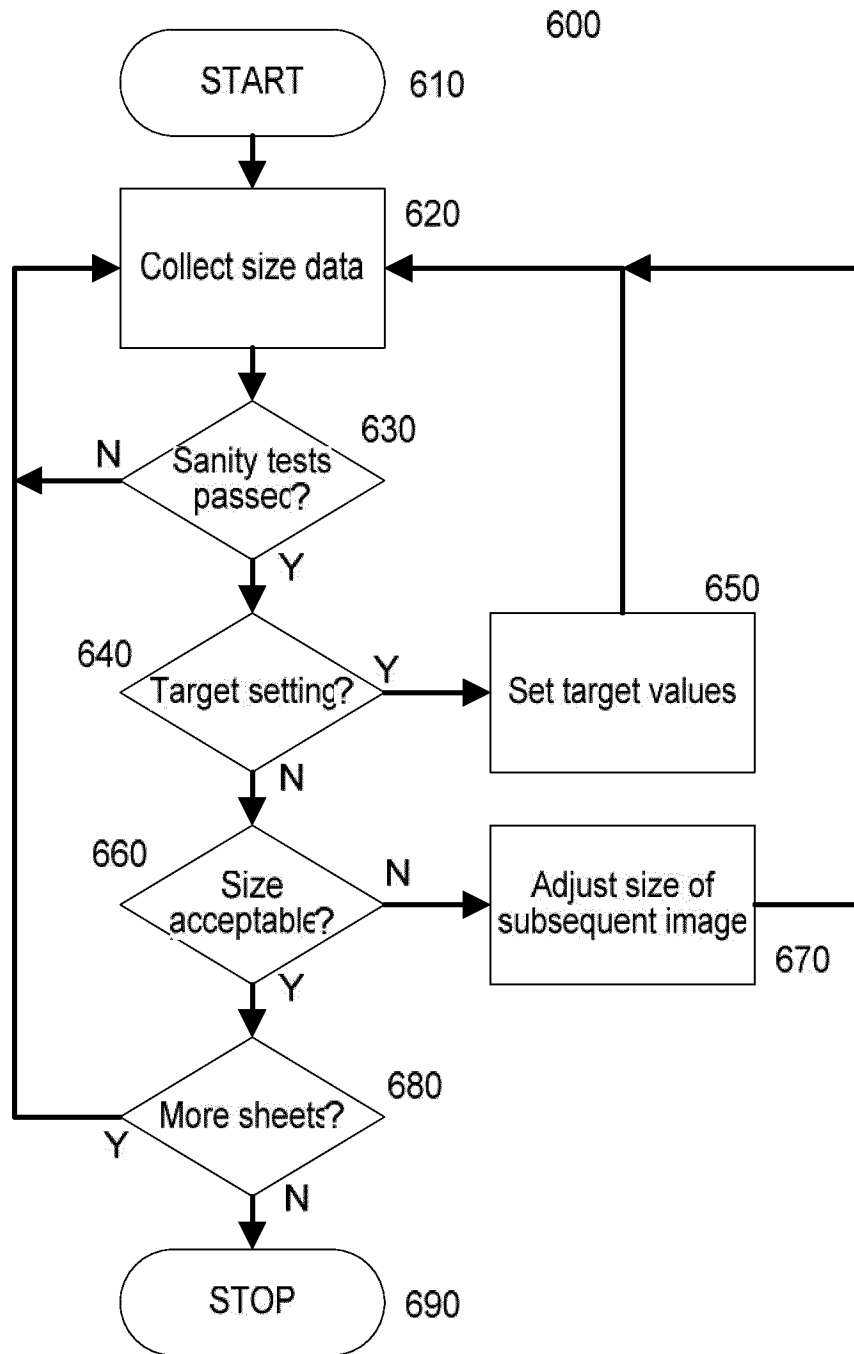 600
START
610
620
Collect size data
630
N
Sanity tests
passed?
Y
640
650
Target setting?
Y
Set target values
N
660
Size
acceptable?
N
Adjust size of
subsequent image
670
Y
680
More sheets?
Y
N
STOP
690